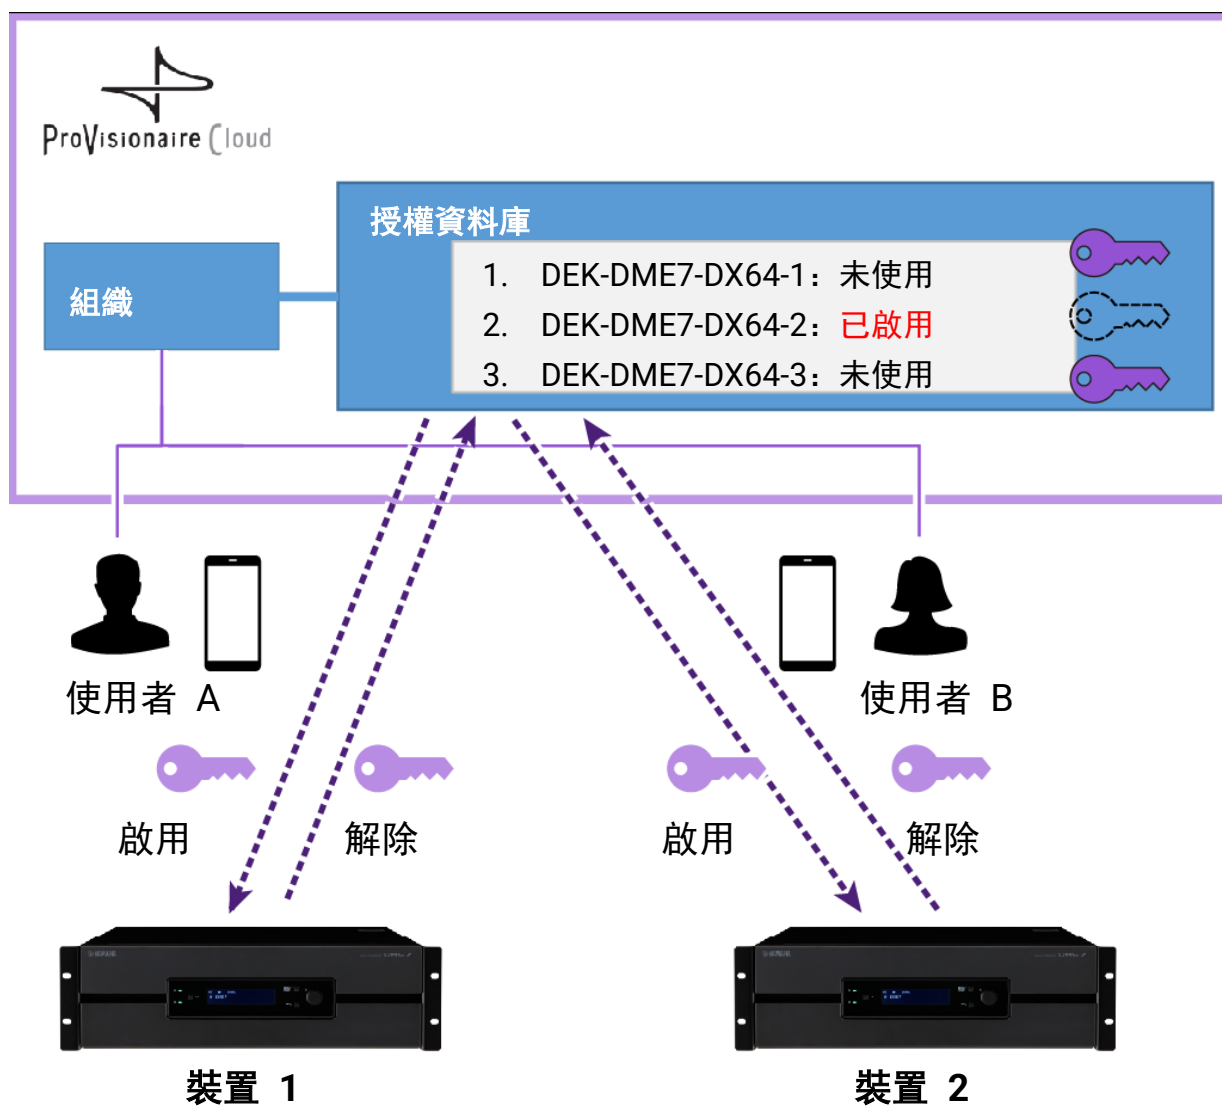 ProVisionaire Cloud
授權資料庫
組織
1. DEK-DME7-DX64-1：未使用
2. DEK-DME7-DX64-2：已啟用
3. DEK-DME7-DX64-3：未使用
使用者 A
使用者 B
啟用
解除
啟用
解除
裝置 1
裝置 2